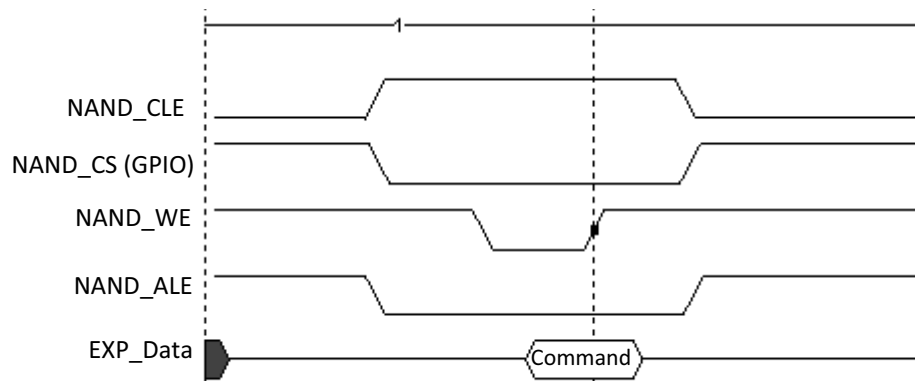 1
NAND_CLE
NAND_CS (GPIO)
NAND_WE
NAND_ALE
EXP_Data
Command